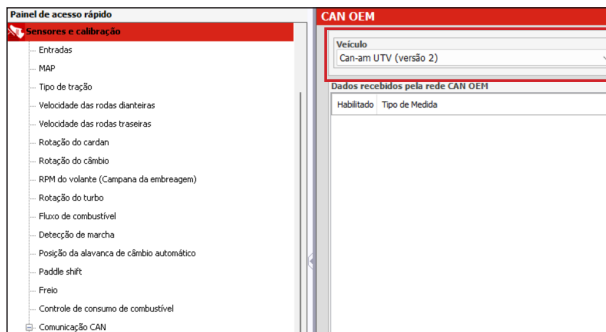 Painel de acesso rápido
Sensores e calibração
Entradas
MAP
Tipo de tração
Velocidade das rodas dianteiras
Velocidade das rodas traseiras
Rotação do cardan
Rotação do câmbio
RPM do volante (Campana da embreagem)
Rotação do turbo
Fluxo de combustível
Detecção de marcha
Posição da alavanca de câmbio automático
Paddle shift
Freio
Controle de consumo de combustível
Comunicação CAN
CAN OEM
Veículo
Can-am UTV (versão 2)
Dados recebidos pela rede CAN OEM
Habilitado Tipo de Medida